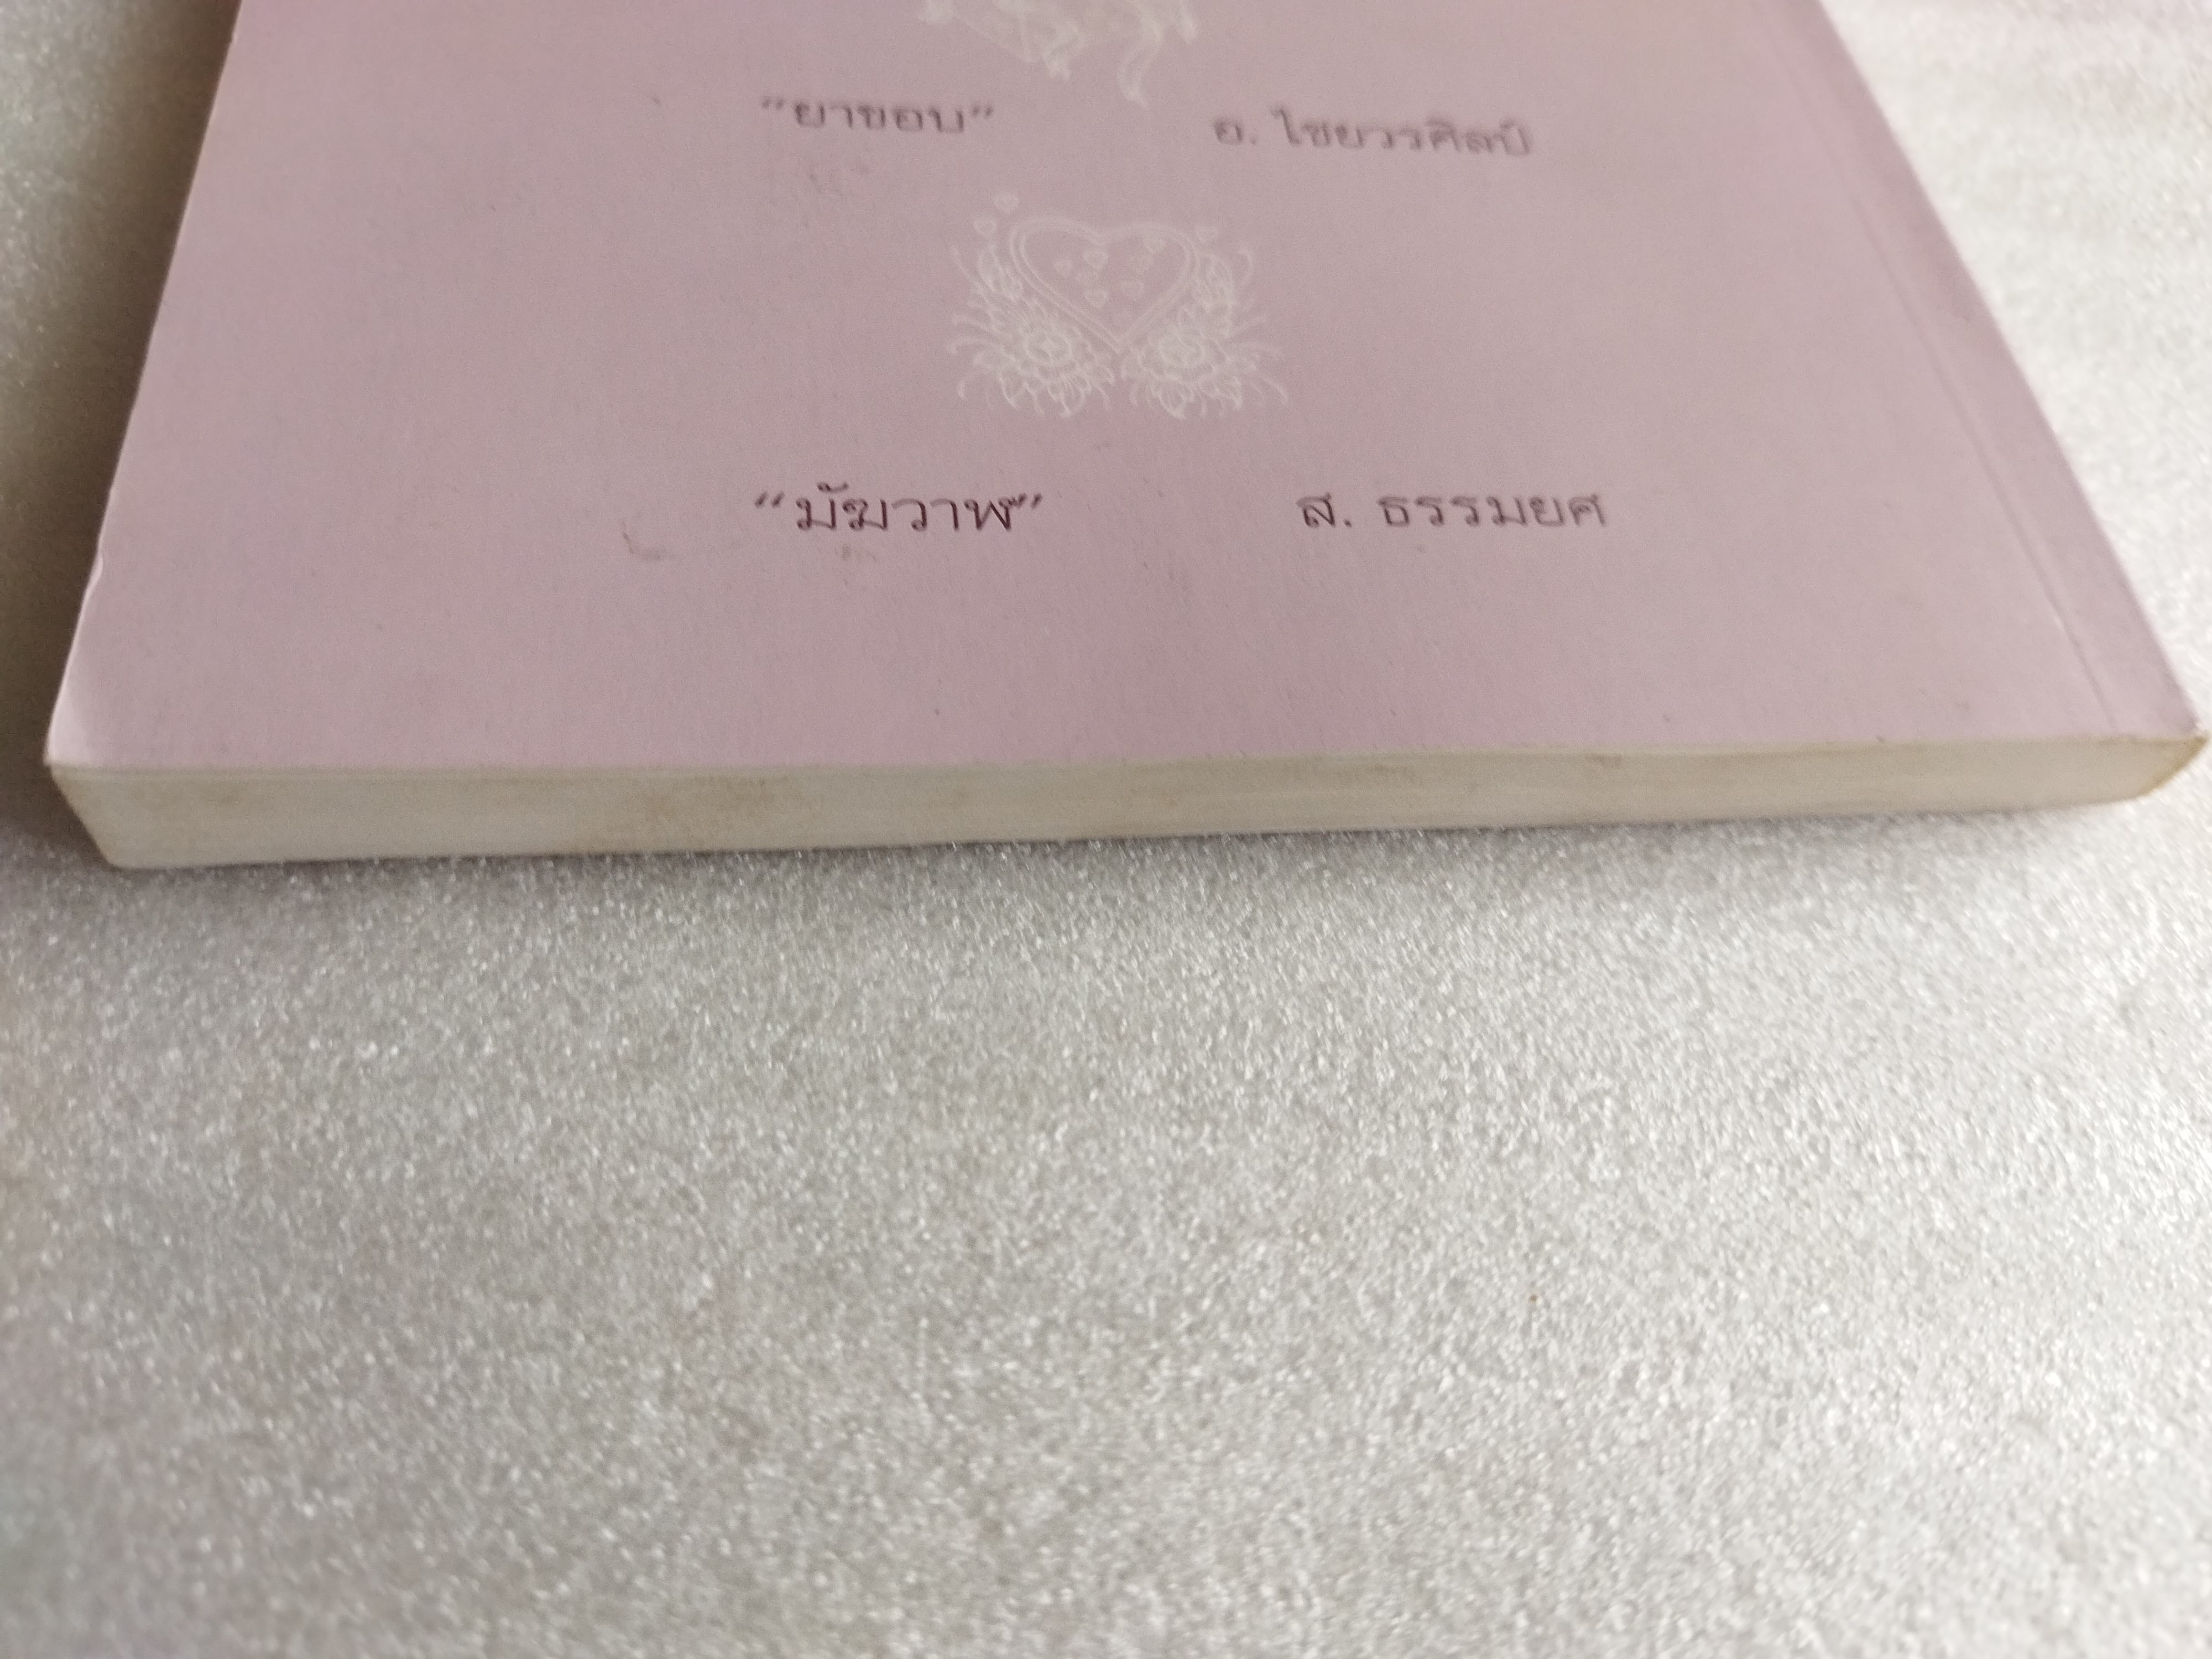 “ยาขอบ” อ. ไชยวรศิลป์
“มัฆวาฬ” ส. ธรรมยศ